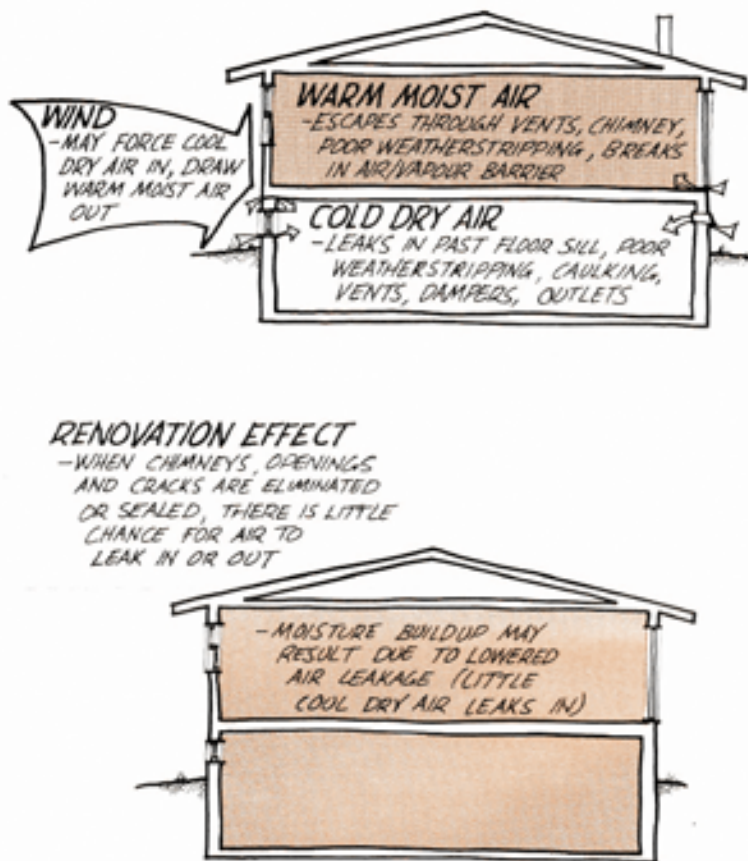 WIND
-MAY FORCE COOL
DRY AIR IN, DRAW
WARM MOIST AIR
OUT
WARM MOIST AIR
-ESCAPES THROUGH VENTS, CHIMNEY,
POOR WEATHERSTRIPPING, BREAKS
IN AIR/VAPOUR BARRIER
COLD DRY AIR
-LEAKS IN PAST FLOOR SILL, POOR
WEATHERSTRIPPING, CAULKING,
VENTS, DAMPERS, OUTLETS
RENOVATION EFFECT
-WHEN CHIMNEYS, OPENINGS
AND CRACKS ARE ELIMINATED
OR SEALED, THERE IS LITTLE
CHANCE FOR AIR TO
LEAK IN OR OUT
-MOISTURE BUILDUP MAY
RESULT DUE TO LOWERED
AIR LEAKAGE (LITTLE
COOL DRY AIR LEAKS IN)